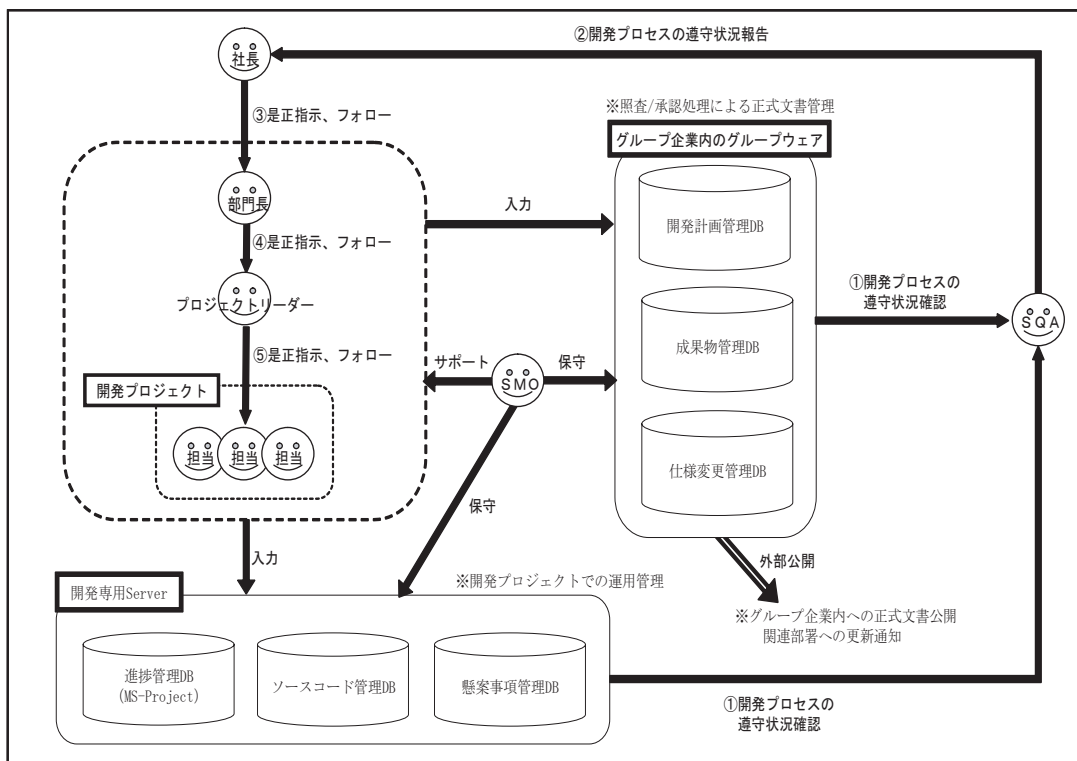 ②開発プロセスの遵守状況報告
社長
③是正指示、フォロー
※照査/承認処理による正式文書管理
グループ企業内のグループウェア
部門長
入力
開発計画管理DB
④是正指示、フォロー
①開発プロセスの
遵守状況確認
プロジェクトリーダー
SQA
成果物管理DB
⑤是正指示、フォロー
サポート
保守
SMO
開発プロジェクト
担当
担当
担当
仕様変更管理DB
保守
入力
外部公開
※開発プロジェクトでの運用管理
開発専用Server
※グループ企業内への正式文書公開
関連部署への更新通知
進捗管理DB
(MS-Project)
ソースコード管理DB
懸案事項管理DB
①開発プロセスの
遵守状況確認